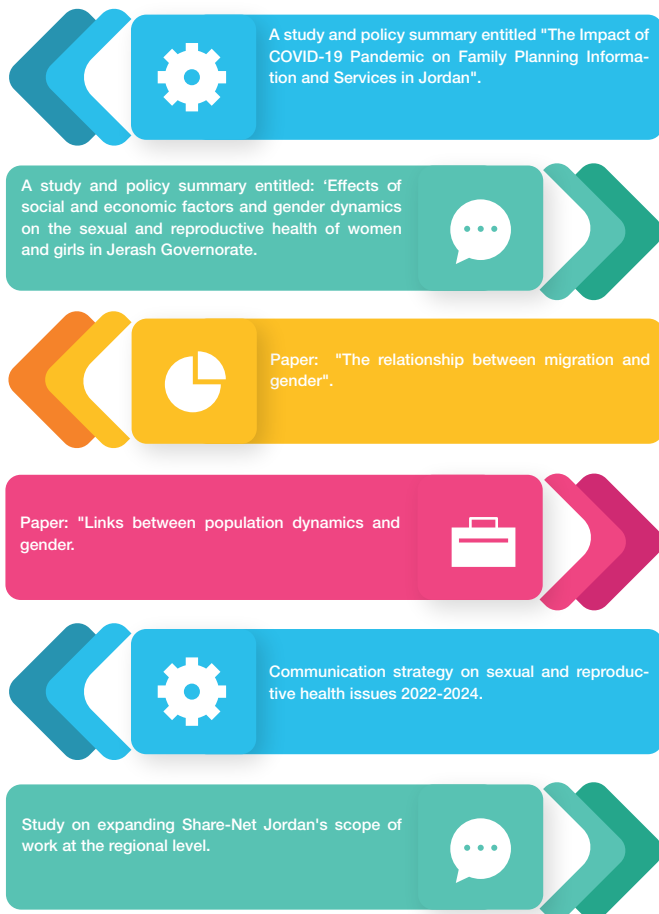 A study and policy summary entitled "The Impact of
COVID-19 Pandemic on Family Planning Informa-
tion and Services in Jordan".
A study and policy summary entitled: ‘Effects of
social and economic factors and gender dynamics
on the sexual and reproductive health of women
and girls in Jerash Governorate.
Paper: "The relationship between migration and
gender".
Paper: "Links between population dynamics and
gender.
Communication strategy on sexual and reproduc-
tive health issues 2022-2024.
Study on expanding Share-Net Jordan's scope of
work at the regional level.